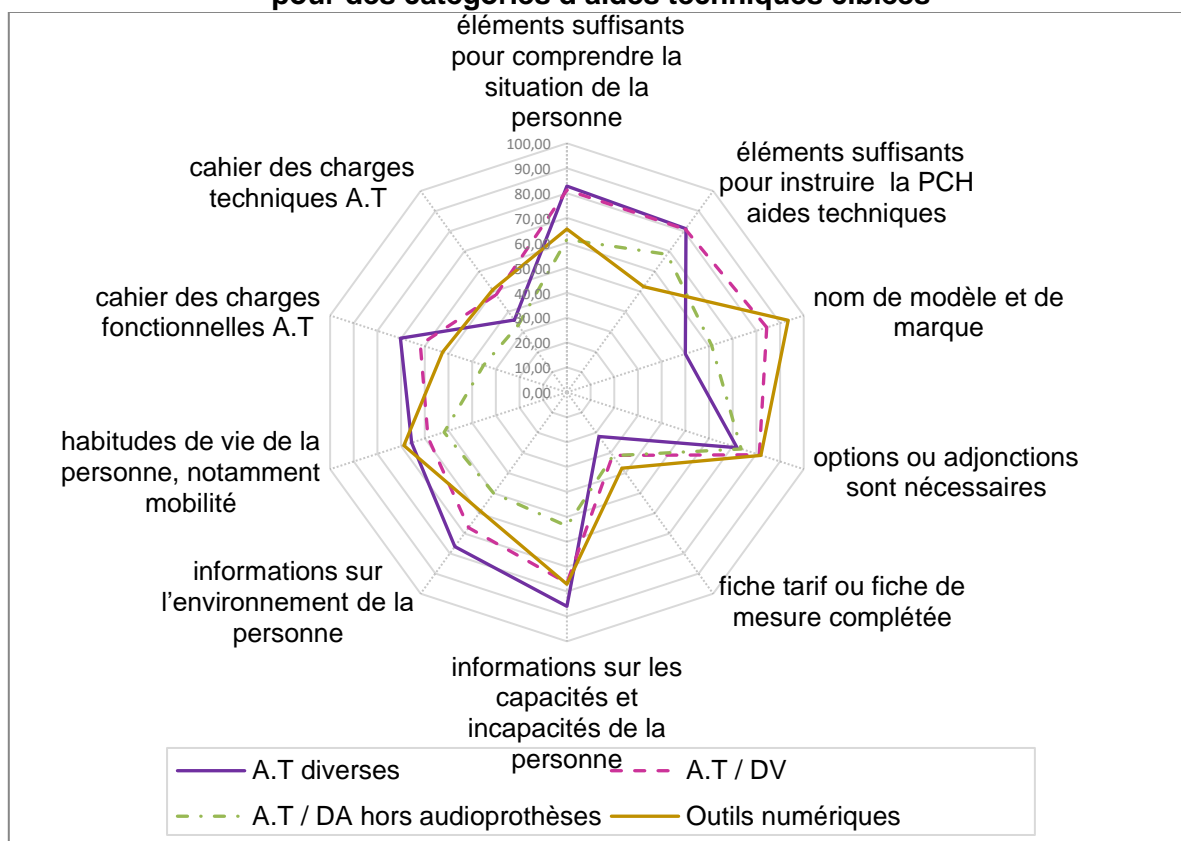 pour des catégories d'aides techniques
éléments suffisants
pour comprendre la
situation de la
personne
éléments suffisants
pour instruire la PCH
aides techniques
nom de modèle et de
marque
options ou adjonctions
sont nécessaires
fiche tarif ou fiche de
mesure complétée
informations sur les
capacités et
incapacités de la
personne
informations sur
l'environnement de la
personne
habitudes de vie de la
personne, notamment
mobilité
cahier des charges
fonctionnelles A.T
cahier des charges
techniques A.T
100,00
90,00
80,00
70,00
60,00
50,00
40,00
30,00
20,00
10,00
0,00
A.T diverses
A.T / DV
A.T / DA hors audioprothèses
Outils numériques